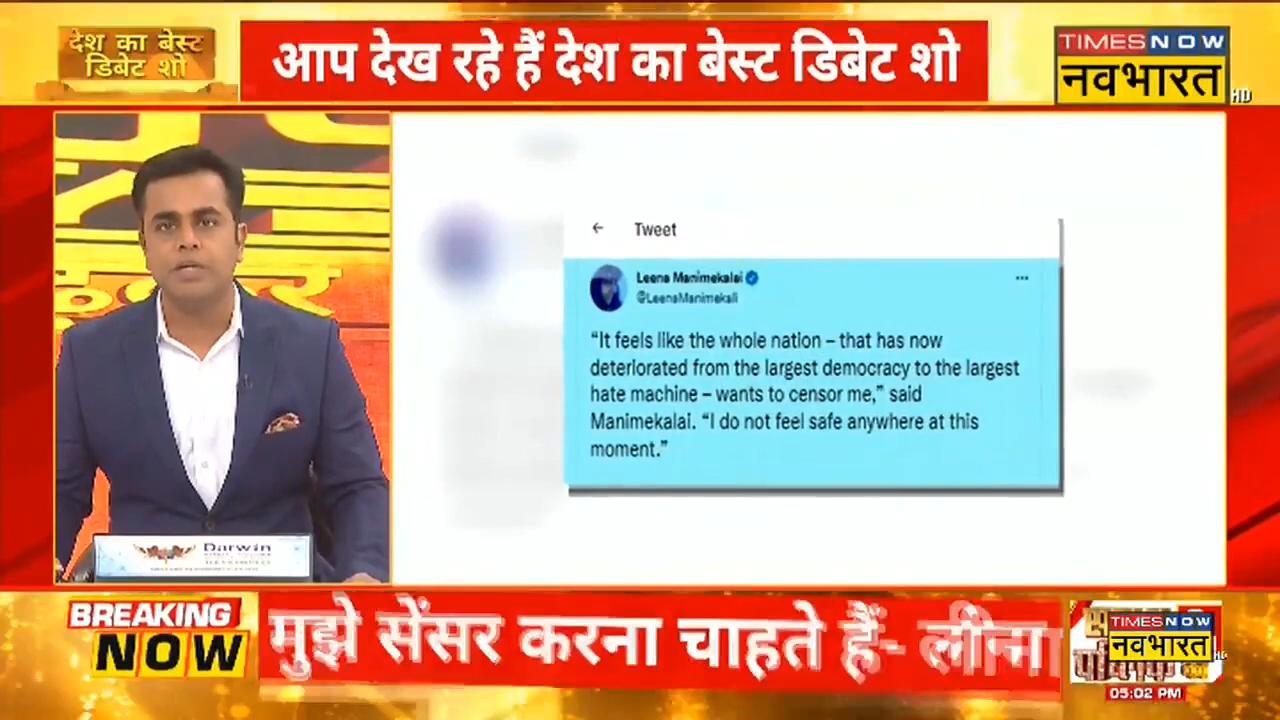 देश का बेस्ट
डिबेट शो
आप देख रहे हैं देश का बेस्ट डिबेट शो
TIMES NOW
नवभारत
HD
← Tweet
Leena Manimekalai
@LeenaManimekali
“It feels like the whole nation – that has now
deteriorated from the largest democracy to the largest
hate machine – wants to censor me,” said
Manimekalai. “I do not feel safe anywhere at this
moment.”
Darwin
BREAKING
NOW
मुझे सेंसर करना चाहते हैं- लीना
TIMES NOW
नवभारत
05:02 PM